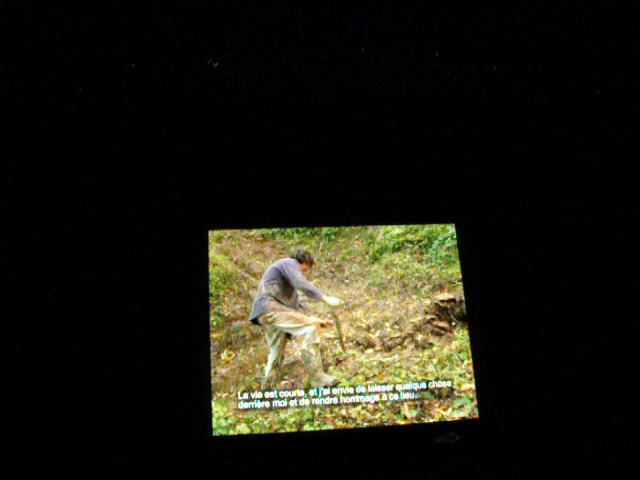 La vie est courte, et j'ai envie de laisser quelque chose
derrière moi et de rendre hommage à ce lieu.